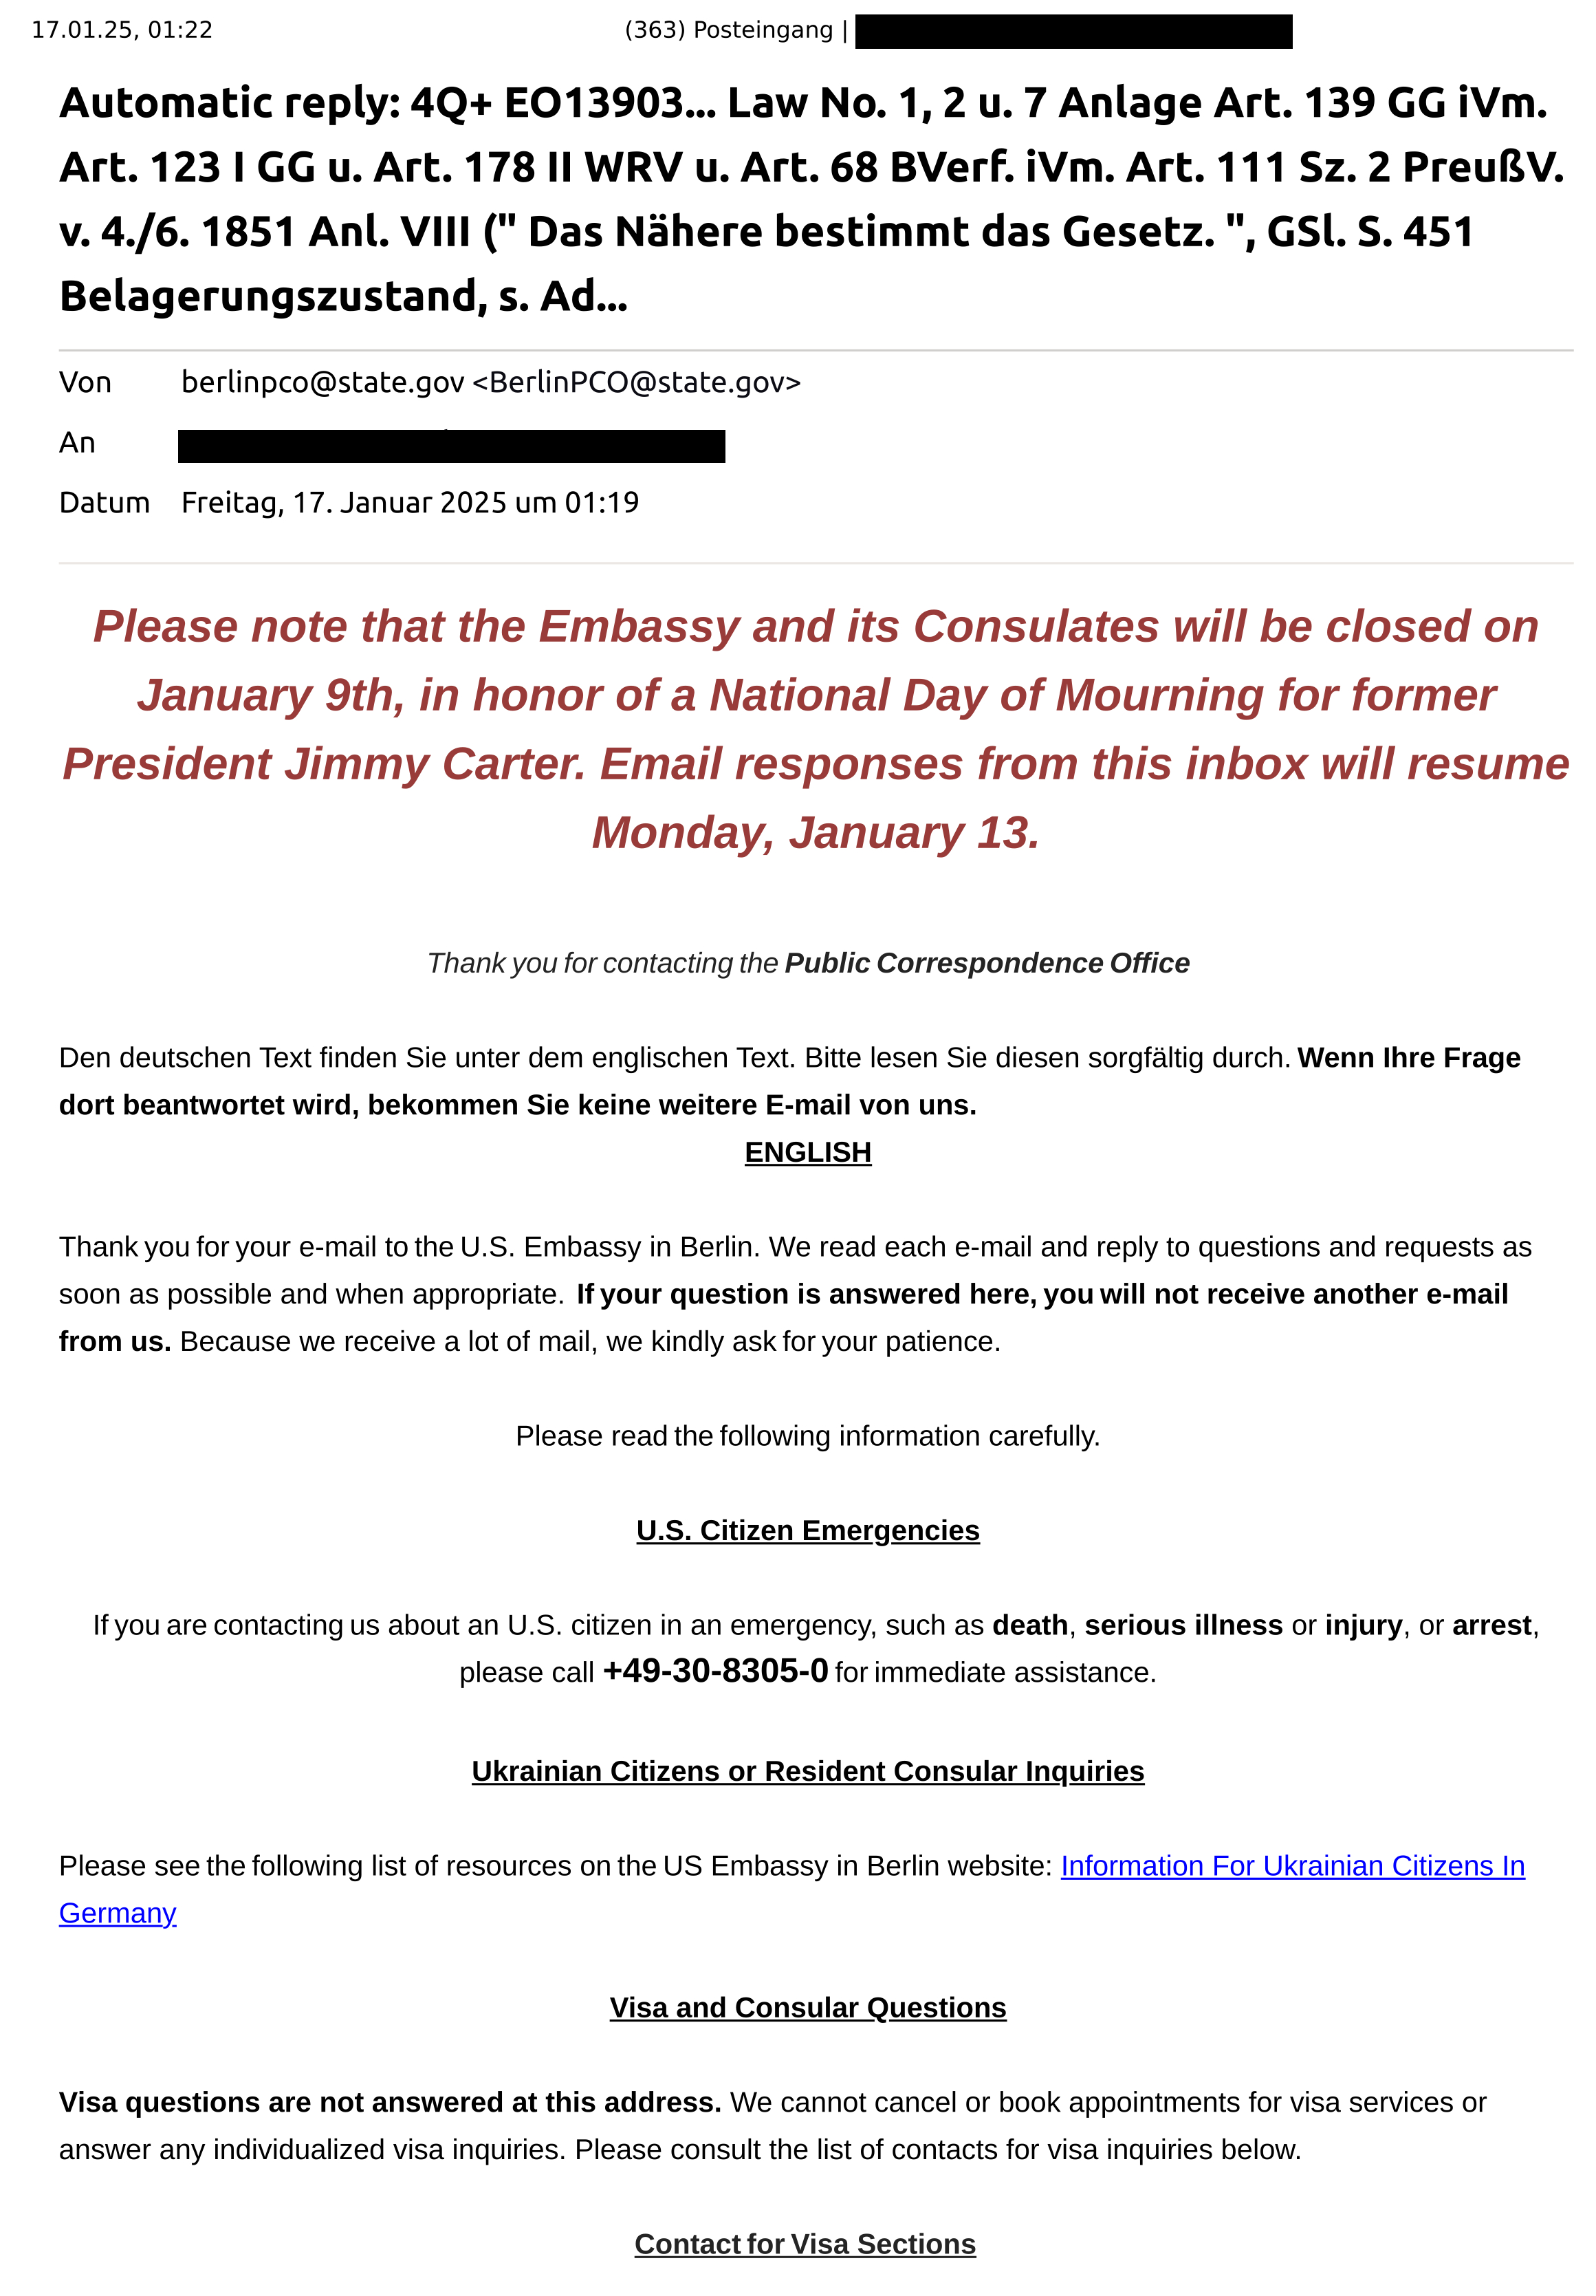 17.01.25, 01:22
(363) Posteingang |
Automatic reply: 4Q+ EO13903... Law No. 1, 2 u. 7 Anlage Art. 139 GG iVm.
Art. 123 I GG u. Art. 178 II WRV u. Art. 68 BVerf. iVm. Art. 111 Sz. 2 PreußV.
v. 4./6. 1851 Anl. VIII (" Das Nähere bestimmt das Gesetz. ", GSl. S. 451
Belagerungszustand, s. Ad...
Von berlinpco@state.gov <BerlinPCO@state.gov>
An
Datum Freitag, 17. Januar 2025 um 01:19
Please note that the Embassy and its Consulates will be closed on
January 9th, in honor of a National Day of Mourning for former
President Jimmy Carter. Email responses from this inbox will resume
Monday, January 13.
Thank you for contacting the Public Correspondence Office
Den deutschen Text finden Sie unter dem englischen Text. Bitte lesen Sie diesen sorgfältig durch. Wenn Ihre Frage
dort beantwortet wird, bekommen Sie keine weitere E-mail von uns.
ENGLISH
Thank you for your e-mail to the U.S. Embassy in Berlin. We read each e-mail and reply to questions and requests as
soon as possible and when appropriate. If your question is answered here, you will not receive another e-mail
from us. Because we receive a lot of mail, we kindly ask for your patience.
Please read the following information carefully.
U.S. Citizen Emergencies
If you are contacting us about an U.S. citizen in an emergency, such as death, serious illness or injury, or arrest,
please call +49-30-8305-0 for immediate assistance.
Ukrainian Citizens or Resident Consular Inquiries
Please see the following list of resources on the US Embassy in Berlin website: Information For Ukrainian Citizens In
Germany
Visa and Consular Questions
Visa questions are not answered at this address. We cannot cancel or book appointments for visa services or
answer any individualized visa inquiries. Please consult the list of contacts for visa inquiries below.
Contact for Visa Sections